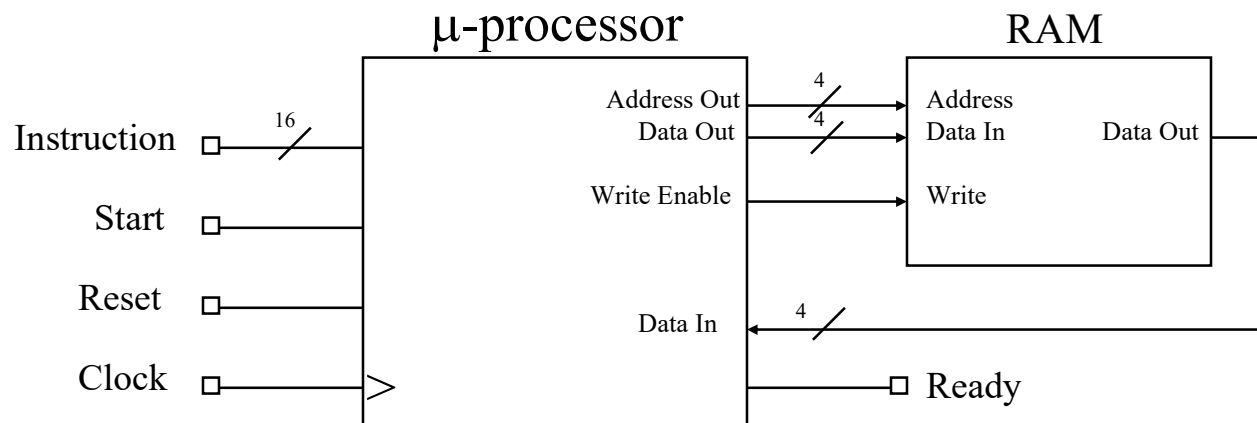 μ-processor
RAM
Instruction
16
Start
Reset
Clock
Address Out
Data Out
Write Enable
Data In
4
4
Address
Data In
Data Out
Write
4
Ready